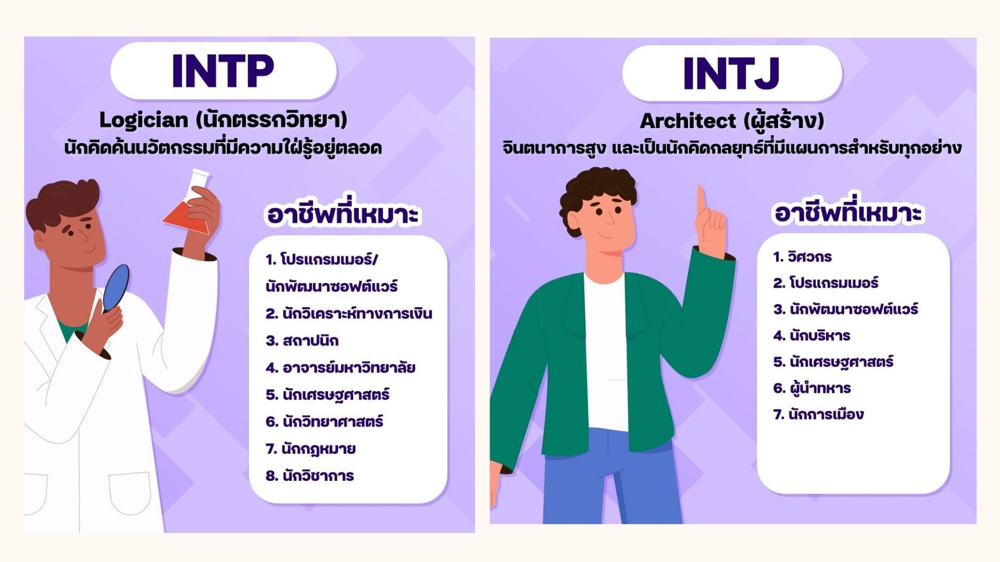 INTP
Logician (นักตรรกวิทยา)
นักคิดค้นนวัตกรรมที่มีความใฝ่รู้อยู่ตลอด
อาชีพที่เหมาะ
1. โปรแกรมเมอร์/
นักพัฒนาซอฟต์แวร์
2. นักวิเคราะห์ทางการเงิน
3. สถาปนิก
4. อาจารย์มหาวิทยาลัย
5. นักเศรษฐศาสตร์
6. นักวิทยาศาสตร์
7. นักกฎหมาย
8. นักวิชาการ
INTJ
Architect (ผู้สร้าง)
จินตนาการสูง และเป็นนักคิดกลยุทธ์ที่มีแผนการสำหรับทุกอย่าง
อาชีพที่เหมาะ
1. วิศวกร
2. โปรแกรมเมอร์
3. นักพัฒนาซอฟต์แวร์
4. นักบริหาร
5. นักเศรษฐศาสตร์
6. ผู้นำทหาร
7. นักการเมือง